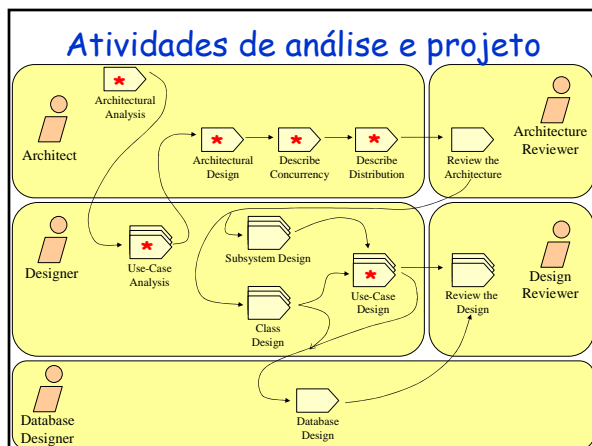 Atividades de análise e projeto
*
Architectural
Analysis
Architect
*
Architectural
Design
*
Describe
Concurrency
*
Describe
Distribution
Review the
Architecture
Architecture
Reviewer
Designer
*
Use-Case
Analysis
Subsystem Design
Class
Design
*
Use-Case
Design
Review the
Design
Design
Reviewer
Database
Designer
Database
Design